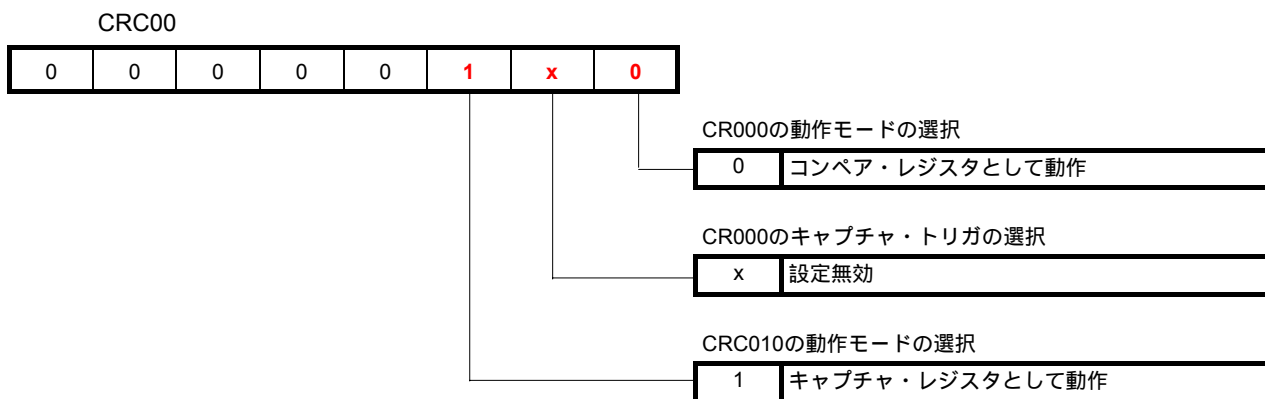 CRC00
0 0 0 0 0 1 x 0
CR000の動作モードの選択
0 コンペア・レジスタとして動作
CR000のキャプチャ・トリガの選択
x 設定無効
CRC010の動作モードの選択
1 キャプチャ・レジスタとして動作